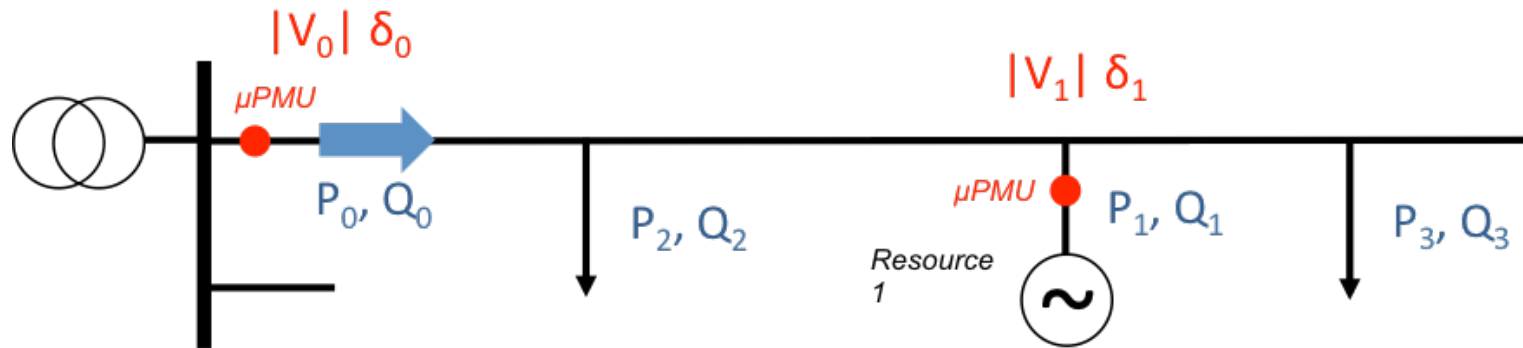 |V₀| δ₀
|V₁| δ₁
μPMU
P₀, Q₀
P₂, Q₂
μPMU
P₁, Q₁
P₃, Q₃
Resource
1
~